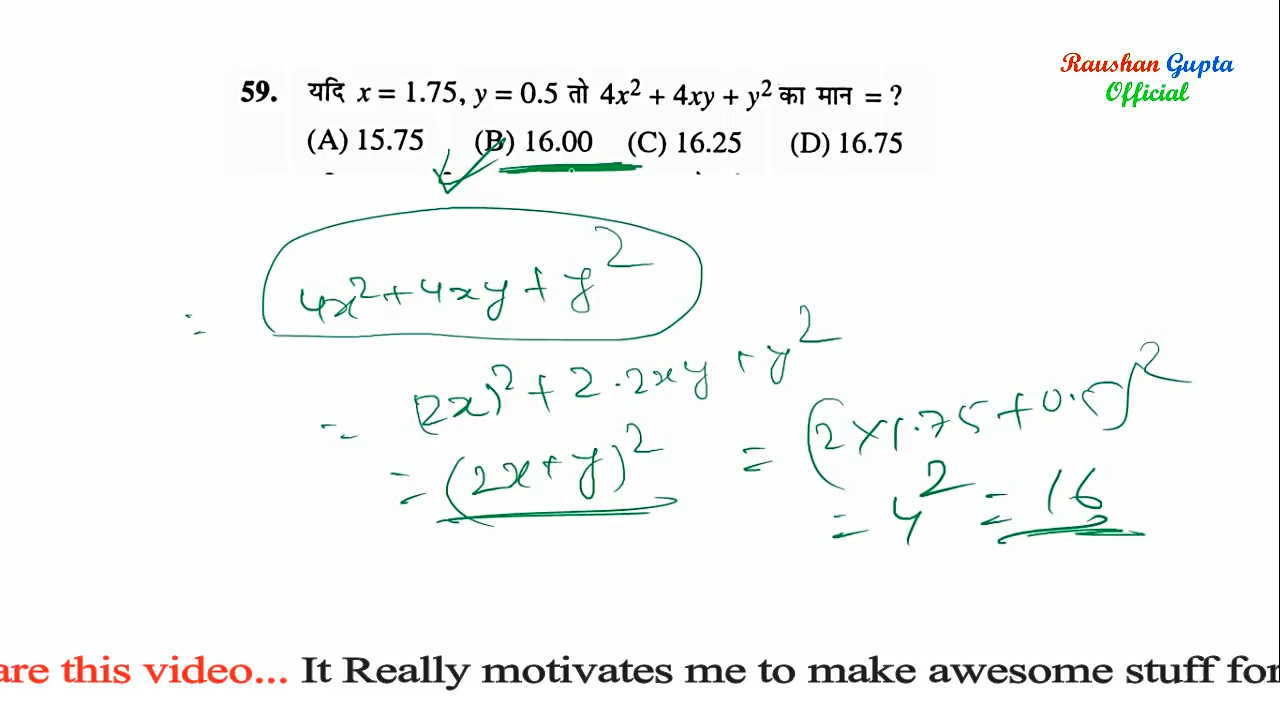 Raushan Gupta
Official
59. यदि x = 1.75, y = 0.5 तो 4x² + 4xy + y² का मान = ?
(A) 15.75 (B) 16.00 (C) 16.25 (D) 16.75
4x² + 4xy + y²
=
= (2x)² + 2·2xy + y²
= (2x + y)² = (2×1.75 + 0.5)²
= 4² = 16
are this video... It Really motivates me to make awesome stuff for